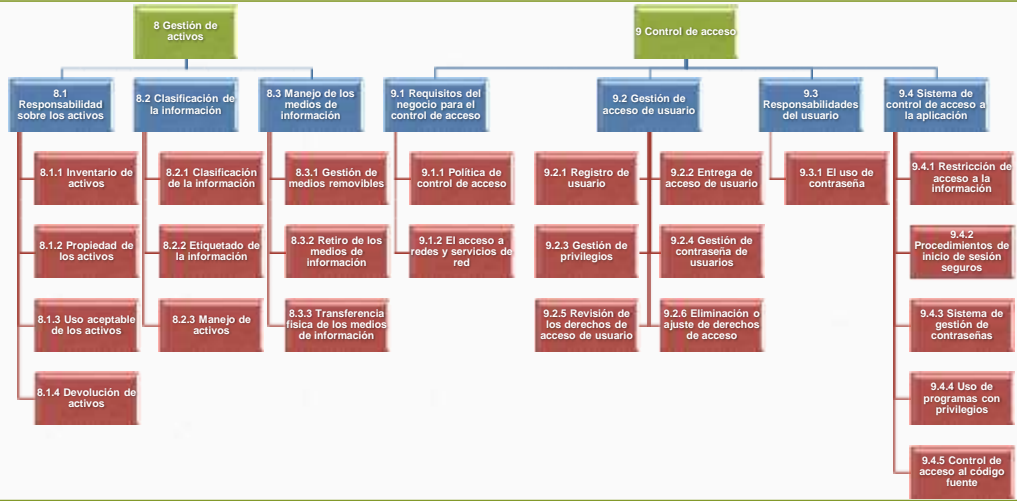 8 Gestión de
activos
8.1
Responsabilidad
sobre los activos
8.1.1 Inventario de
activos
8.1.2 Propiedad de
los activos
8.1.3 Uso aceptable
de los activos
8.1.4 Devolución de
activos
8.2 Clasificación de
la información
8.2.1 Clasificación
de la información
8.2.2 Etiquetado de
la información
8.2.3 Manejo de
activos
8.3 Manejo de los
medios de
información
8.3.1 Gestión de
medios removibles
8.3.2 Retiro de los
medios de
información
8.3.3 Transferencia
física de los medios
de información
9 Control de acceso
9.1 Requisitos del
negocio para el
control de acceso
9.1.1 Política de
control de acceso
9.1.2 El acceso a
redes y servicios de
red
9.2 Gestión de
acceso de usuario
9.2.1 Registro de
usuario
9.2.2 Entrega de
acceso de usuario
9.2.3 Gestión de
privilegios
9.2.4 Gestión de
contraseña de
usuarios
9.2.5 Revisión de
los derechos de
acceso de usuario
9.2.6 Eliminación o
ajuste de derechos
de acceso
9.3
Responsabilidades
del usuario
9.3.1 El uso de
contraseña
9.4 Sistema de
control de acceso a
la aplicación
9.4.1 Restricción de
acceso a la
información
9.4.2
Procedimientos de
inicio de sesión
seguros
9.4.3 Sistema de
gestión de
contraseñas
9.4.4 Uso de
programas con
privilegios
9.4.5 Control de
acceso al código
fuente